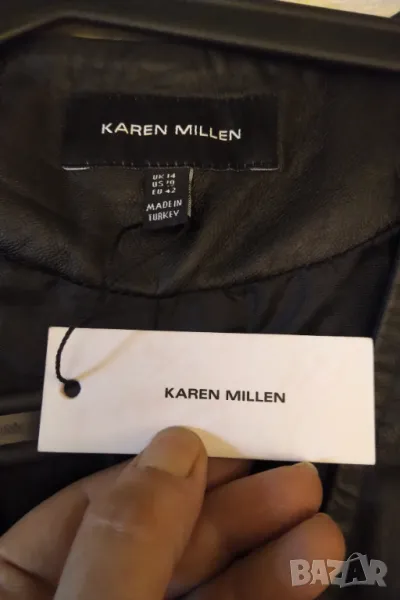 KAREN MILLEN
UK 14
US 10
EU 42
MADE IN
TURKEY
KAREN MILLEN
BAZAR